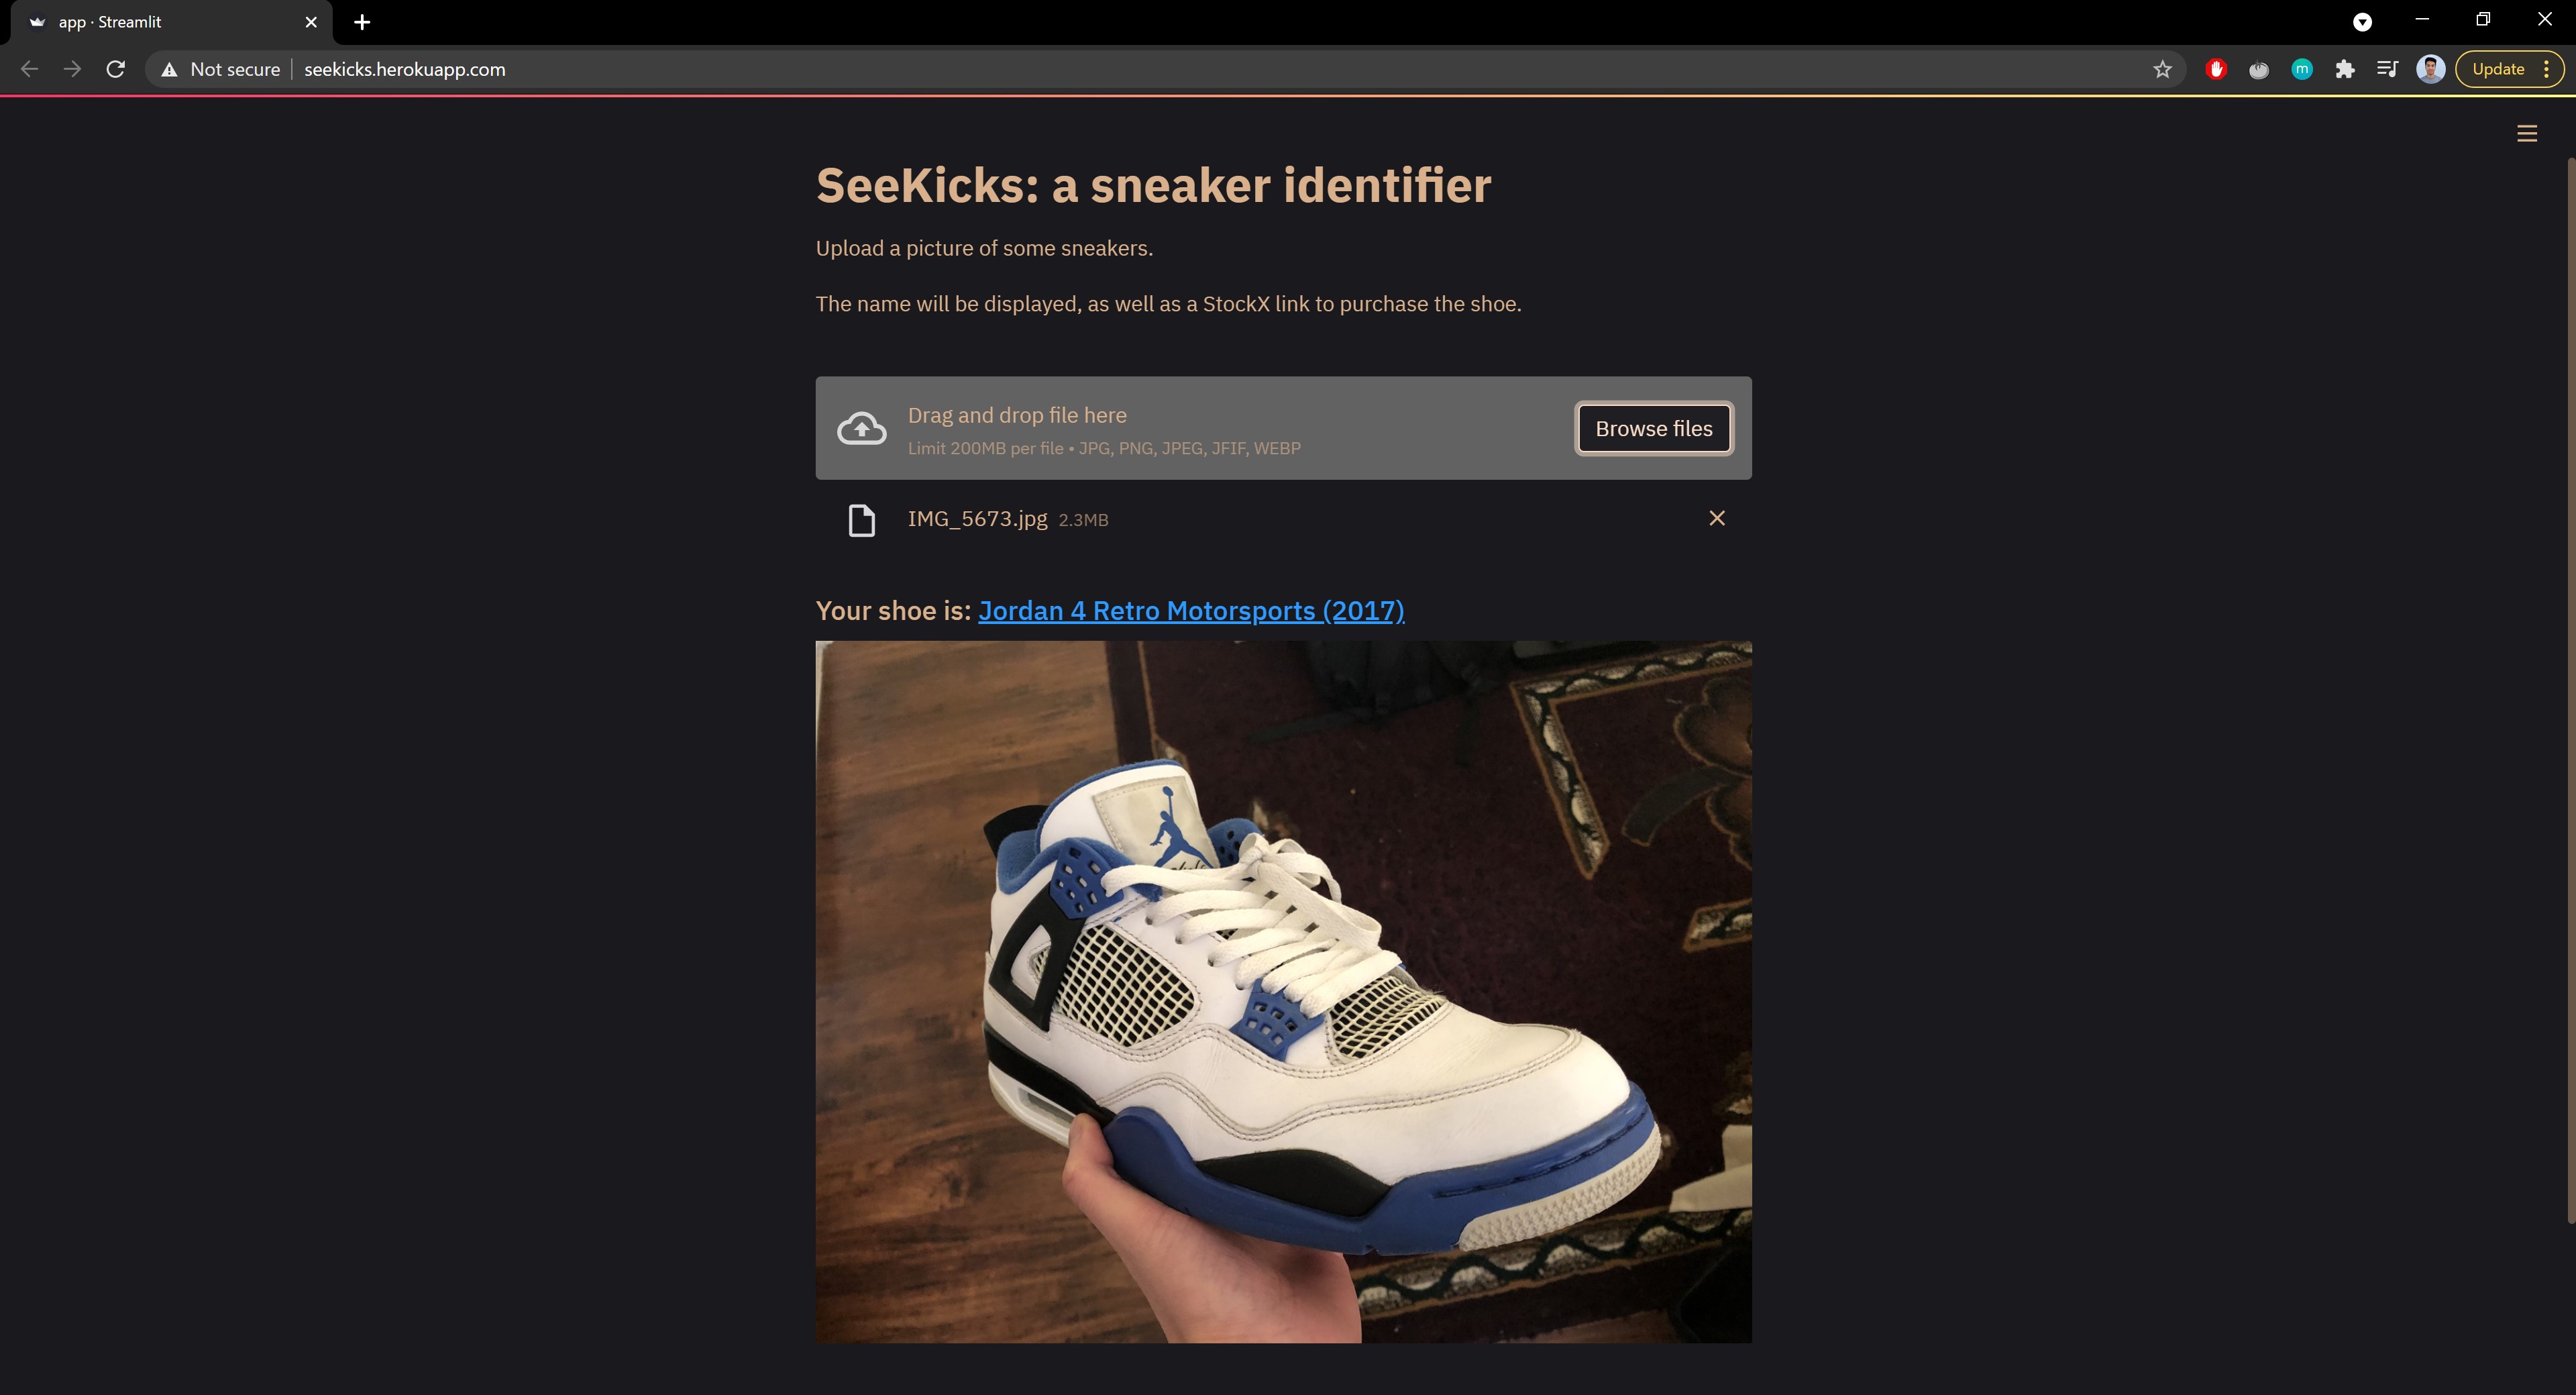 app · Streamlit
Not secure
seekicks.herokuapp.com
m
Update
SeeKicks: a sneaker identifier
Upload a picture of some sneakers.
The name will be displayed, as well as a StockX link to purchase the shoe.
Drag and drop file here
Limit 200MB per file • JPG, PNG, JPEG, JFIF, WEBP
Browse files
IMG_5673.jpg 2.3MB
Your shoe is: Jordan 4 Retro Motorsports (2017)